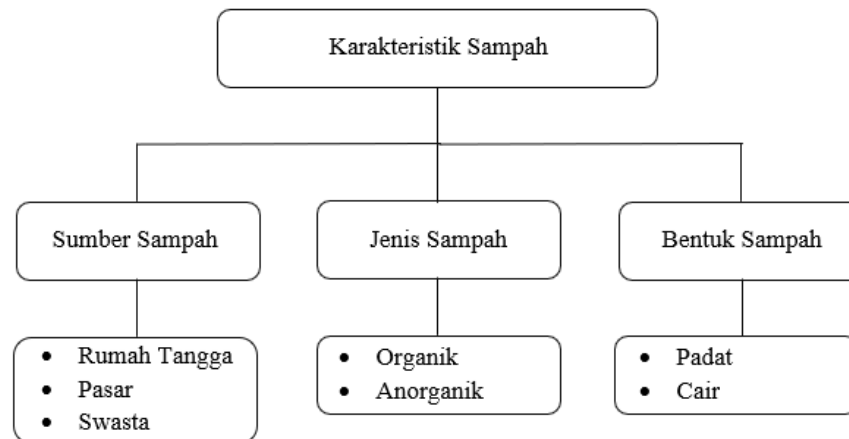 Karakteristik Sampah
Sumber Sampah
Jenis Sampah
Bentuk Sampah
• Rumah Tangga
• Pasar
• Swasta
• Organik
• Anorganik
• Padat
• Cair